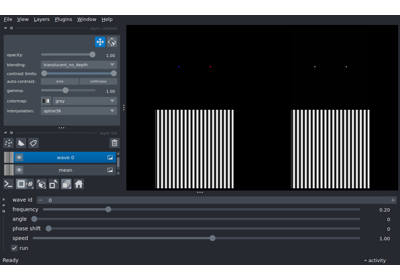 File View Layers Plugins Window Help
opacity: 1.00
blending: translucent_no_depth
contrast limits:
auto-contrast: once continuous
gamma: 1.00
colormap: gray
interpolation: spline36
wave 0
mean
wave id 0
frequency 0.20
angle 0
phase shift 0
speed 1.00
run
Ready activity